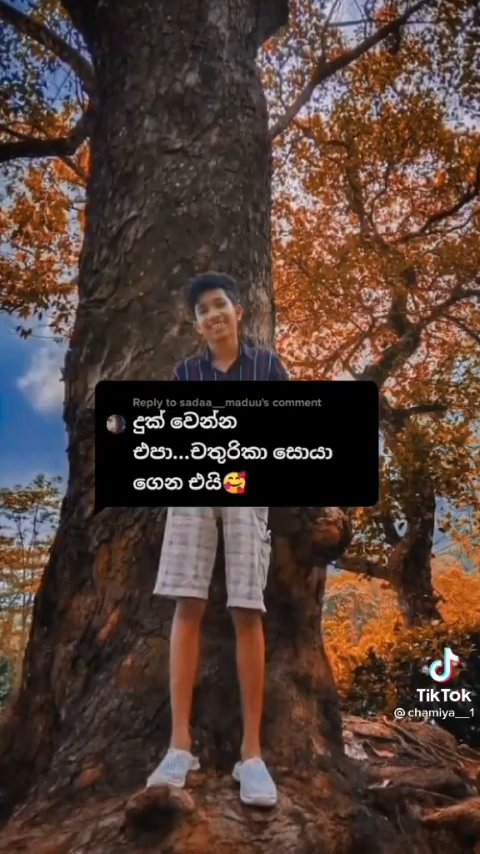 Reply to sadaa__maduu's comment
දුක් වෙන්න
එපා...චතුරිකා සොයා
ගෙන එයි🥰
TikTok
@chamiya__1